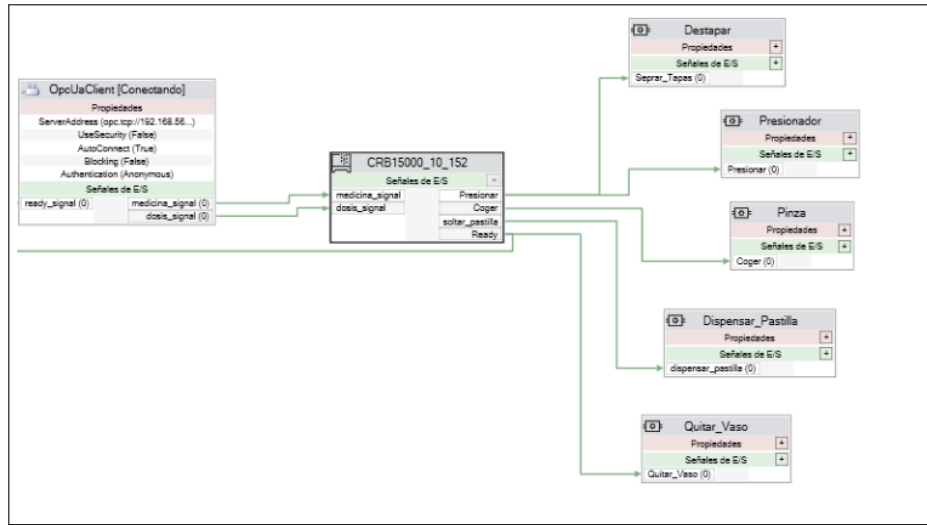 Destapar
Propiedades
Señales de E/S
Seprar_Tapas (0)
OpcUaClient [Conectando]
Propiedades
ServerAddress (opc.tcp://192.168.56...)
UseSecurity (False)
AutoConnect (True)
Blocking (False)
Authentication (Anonymous)
Señales de E/S
ready_signal (0) medicina_signal (0)
dosis_signal (0)
CRB15000_10_152
Señales de E/S
medicina_signal Presionar
dosis_signal Coger
soltar_pastilla
Ready
Presionador
Propiedades
Señales de E/S
Presionar (0)
Pinza
Propiedades
Señales de E/S
Coger (0)
Dispensar_Pastilla
Propiedades
Señales de E/S
dispensar_pastilla (0)
Quitar_Vaso
Propiedades
Señales de E/S
Quitar_Vaso (0)